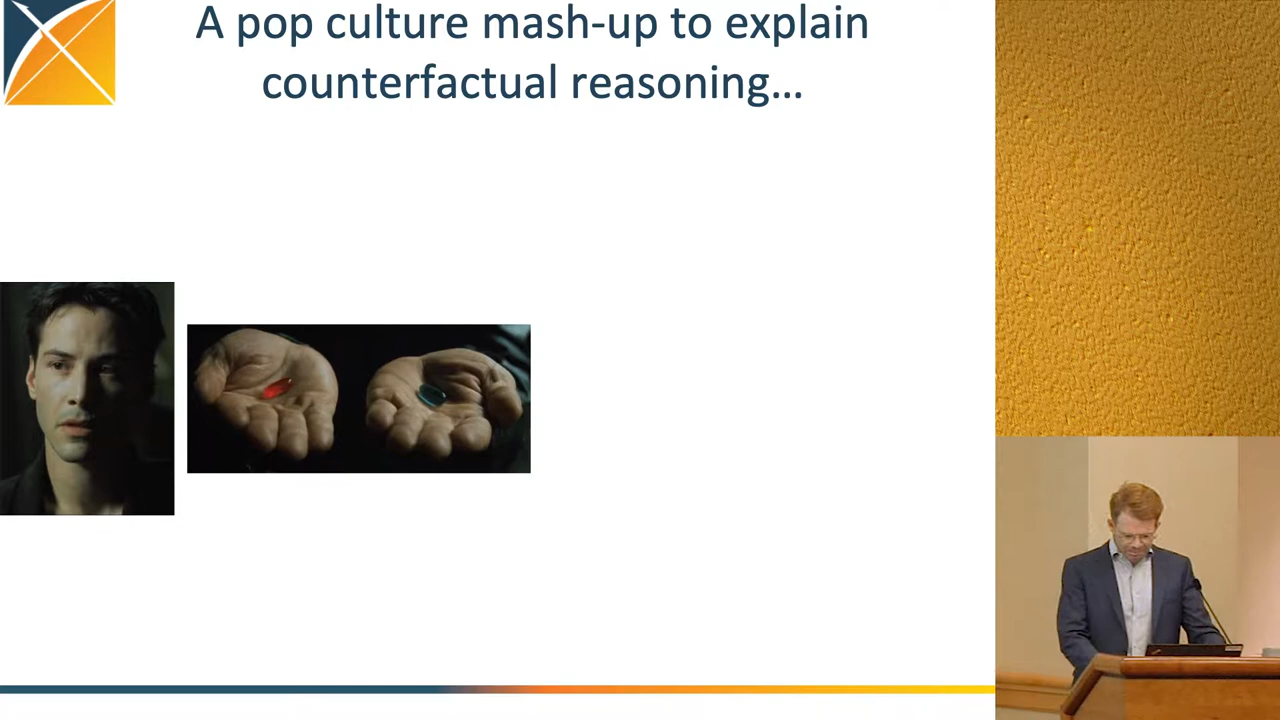 A pop culture mash-up to explain
counterfactual reasoning…